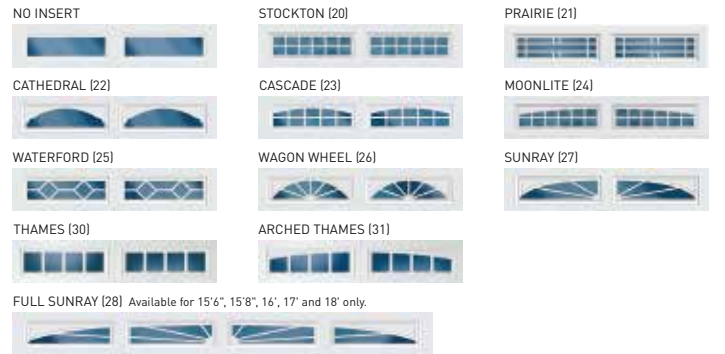 NO INSERT
STOCKTON (20)
PRAIRIE (21)
CATHEDRAL (22)
CASCADE (23)
MOONLITE (24)
WATERFORD (25)
WAGON WHEEL (26)
SUNRAY (27)
THAMES (30)
ARCHED THAMES (31)
FULL SUNRAY (28) Available for 15'6", 15'8", 16', 17' and 18' only.